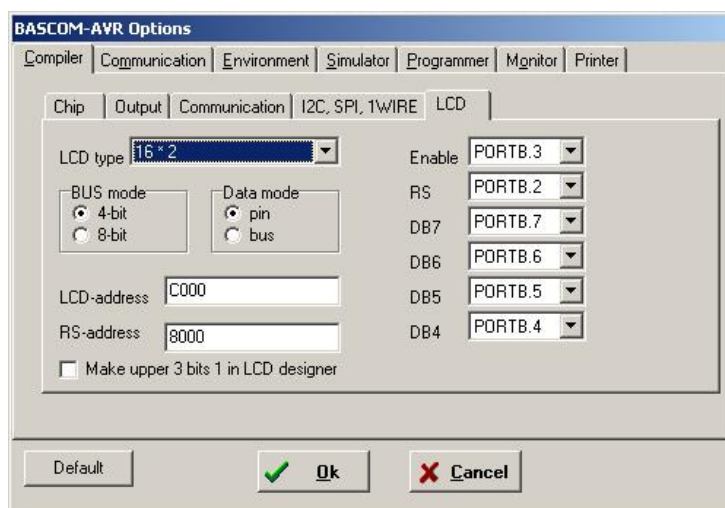 BASCOM-AVR Options
Compiler Communication Environment Simulator Programmer Monitor Printer
Chip Output Communication I2C, SPI, 1WIRE LCD
LCD type 16 * 2 Enable PORTB.3
BUS mode Data mode RS PORTB.2
4-bit pin DB7 PORTB.7
8-bit bus DB6 PORTB.6
LCD-address C000 DB5 PORTB.5
RS-address 8000 DB4 PORTB.4
Make upper 3 bits 1 in LCD designer
Default Ok Cancel